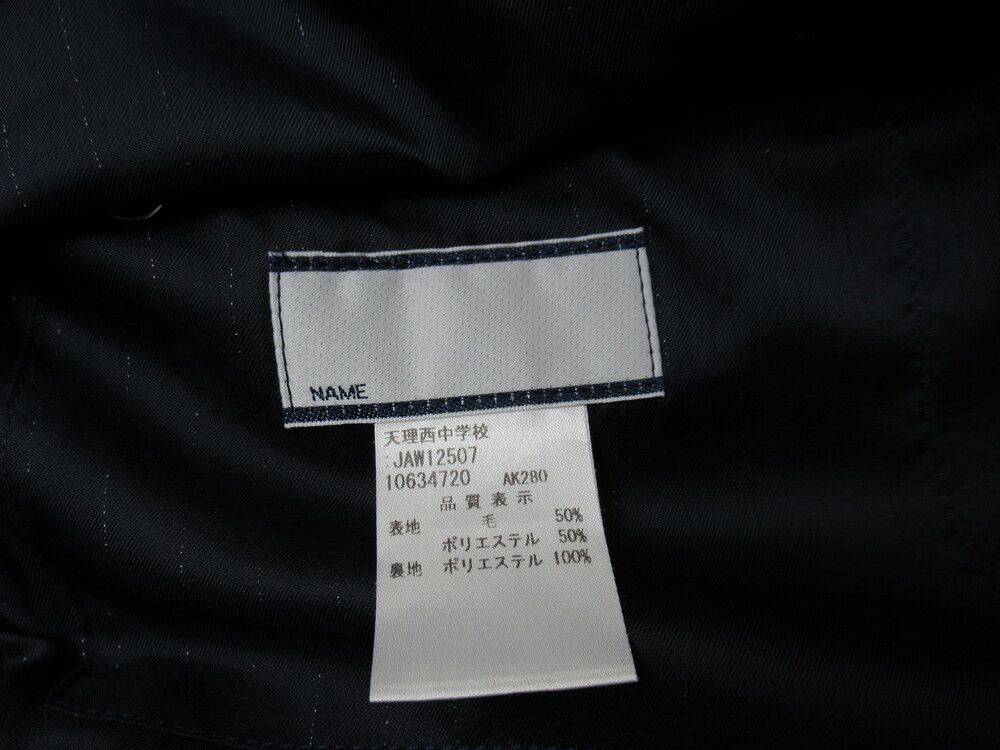 NAME
天理西中学校
:JAW12507
10634720 AK280
品質表示
表地 毛 50%
ポリエステル 50%
裏地 ポリエステル 100%